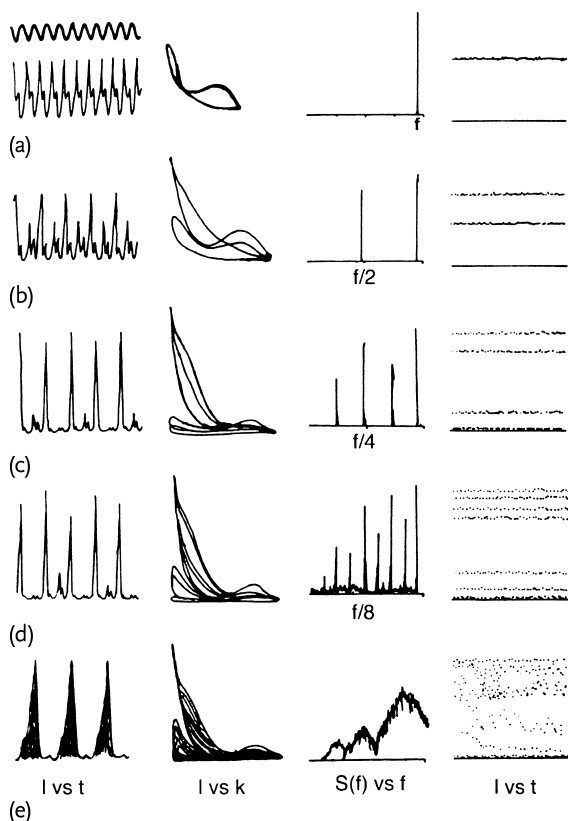 f
(a)
f/2
(b)
f/4
(c)
f/8
(d)
I vs t I vs k S(f) vs f I vs t
(e)